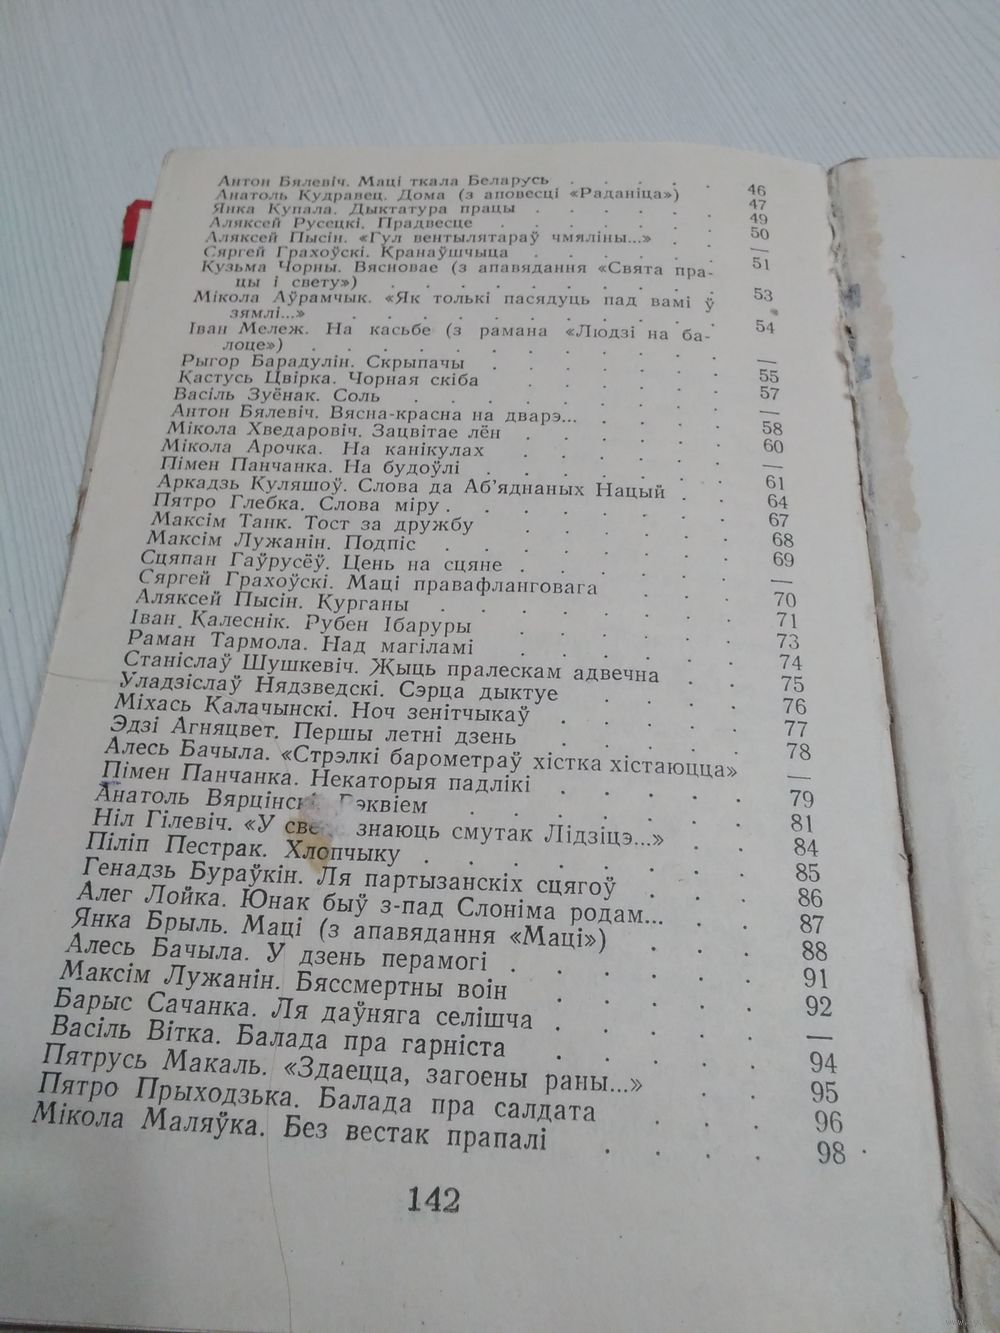 Антон Бялевіч. Маці ткала Беларусь . . . . . 46
Анатоль Кудравец. Дома (з аповесці «Раданіца») 47
Янка Купала. Дыктатура працы . . . . . 49
Аляксей Русецкі. Прадвесце . . . . . . 50
Аляксей Пысін. «Гул вентылятараў чмяліны...» . . —
Сяргей Грахоўскі. Кранаўшчыца . . . . . 51
Кузьма Чорны. Вясновае (з апавядання «Свята пра-
цы і свету») . . . . . . . . . 53
Мікола Аўрамчык. «Як толькі пасядуць пад вамі ў
зямлі...» . . . . . . . . . . 54
Іван Мележ. На касьбе (з рамана «Людзі на ба-
лоце») . . . . . . . . . . . —
Рыгор Барадулін. Скрыпачы . . . . . . 55
Кастусь Цвірка. Чорная скіба . . . . . 57
Васіль Зуёнак. Соль . . . . . . . . —
Антон Бялевіч. Вясна-красна на дварэ... . . . . 58
Мікола Хведаровіч. Зацвітае лён . . . . . 60
Мікола Арочка. На канікулах . . . . . —
Пімен Панчанка. На будоўлі . . . . . . 61
Аркадзь Куляшоў. Слова да Аб’яднаных Нацый . . 64
Пятро Глебка. Слова міру . . . . . . . 67
Максім Танк. Тост за дружбу . . . . . 68
Максім Лужанін. Подпіс . . . . . . . 69
Сцяпан Гаўрусёў. Цень на сцяне . . . . . —
Сяргей Грахоўскі. Маці правафланговага . . . 70
Аляксей Пысін. Курганы . . . . . . . 71
Іван Калеснік. Рубен Ібаруры . . . . . 73
Раман Тармола. Над магіламі . . . . . 74
Станіслаў Шушкевіч. Жыць пралескам адвечна . . 75
Уладзіслаў Нядзведскі. Сэрца дыктуе . . . . 76
Міхась Калачынскі. Ноч зенітчыкаў . . . . 77
Эдзі Агняцвет. Першы летні дзень . . . . 78
Алесь Бачыла. «Стрэлкі барометраў хістка хістаюцца» —
Пімен Панчанка. Некаторыя падлікі . . . . 79
Анатоль Вярцінскі. Рэквіем . . . . . . 81
Ніл Гілевіч. «У знаюць смутак Лідзіцэ...» . . 84
Піліп Пестрак. Хлопчыку . . . . . . . 85
Генадзь Бураўкін. Ля партызанскіх сцягоў . . . 86
Алег Лойка. Юнак быў з-пад Слоніма родам... . . 87
Янка Брыль. Маці (з апавядання «Маці») . . . 88
Алесь Бачыла. У дзень перамогі . . . . . 91
Максім Лужанін. Бяссмертны воін . . . . . 92
Барыс Сачанка. Ля даўняга селішча . . . . . —
Васіль Вітка. Балада пра гарніста . . . . . 94
Пятрусь Макаль. «Здаецца, загоены раны...» . . . 95
Пятро Прыходзька. Балада пра салдата . . . 96
Мікола Маляўка. Без вестак прапалі . . . . 98
142